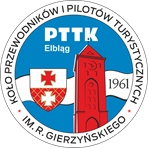 KOŁO PRZEWODNIKÓW I PILOTÓW TURYSTYCZNYCH
PTTK
Elbląg
1961
IM. R. GIERZYŃSKIEGO